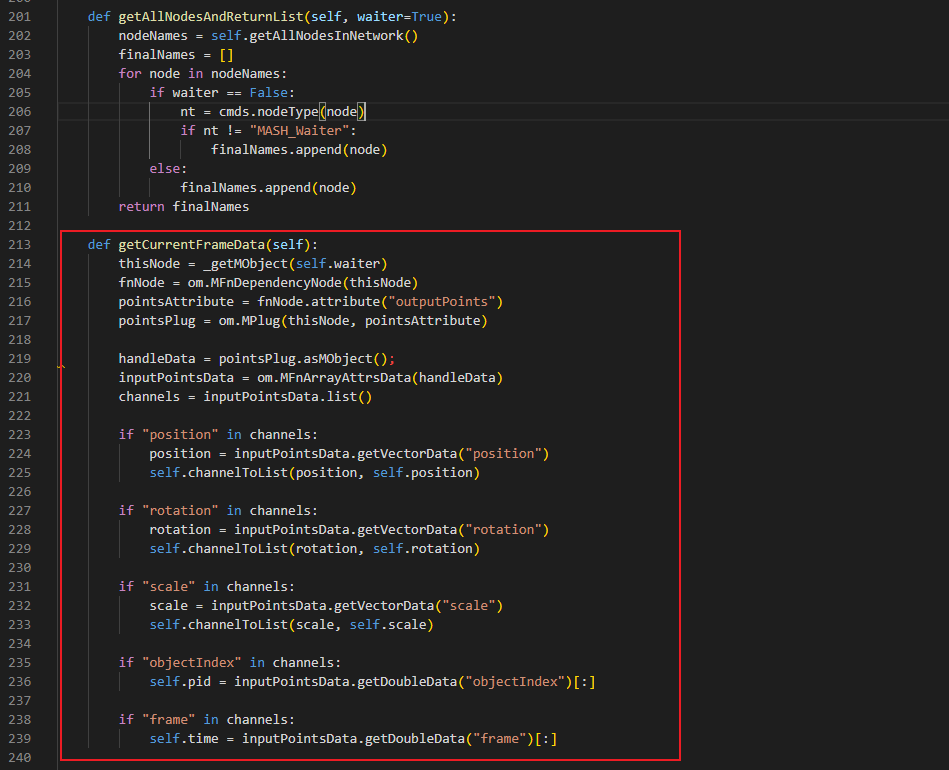 201 def getAllNodesAndReturnList(self, waiter=True):
202 nodeNames = self.getAllNodesInNetwork()
203 finalNames = []
204 for node in nodeNames:
205 if waiter == False:
206 nt = cmds.nodeType(node)
207 if nt != "MASH_Waiter":
208 finalNames.append(node)
209 else:
210 finalNames.append(node)
211 return finalNames
212
213 def getCurrentFrameData(self):
214 thisNode = _getMObject(self.waiter)
215 fnNode = om.MFnDependencyNode(thisNode)
216 pointsAttribute = fnNode.attribute("outputPoints")
217 pointsPlug = om.MPlug(thisNode, pointsAttribute)
218
219 handleData = pointsPlug.asMObject();
220 inputPointsData = om.MFnArrayAttrsData(handleData)
221 channels = inputPointsData.list()
222
223 if "position" in channels:
224 position = inputPointsData.getVectorData("position")
225 self.channelToList(position, self.position)
226
227 if "rotation" in channels:
228 rotation = inputPointsData.getVectorData("rotation")
229 self.channelToList(rotation, self.rotation)
230
231 if "scale" in channels:
232 scale = inputPointsData.getVectorData("scale")
233 self.channelToList(scale, self.scale)
234
235 if "objectIndex" in channels:
236 self.pid = inputPointsData.getDoubleData("objectIndex")[:]
237
238 if "frame" in channels:
239 self.time = inputPointsData.getDoubleData("frame")[:]
240